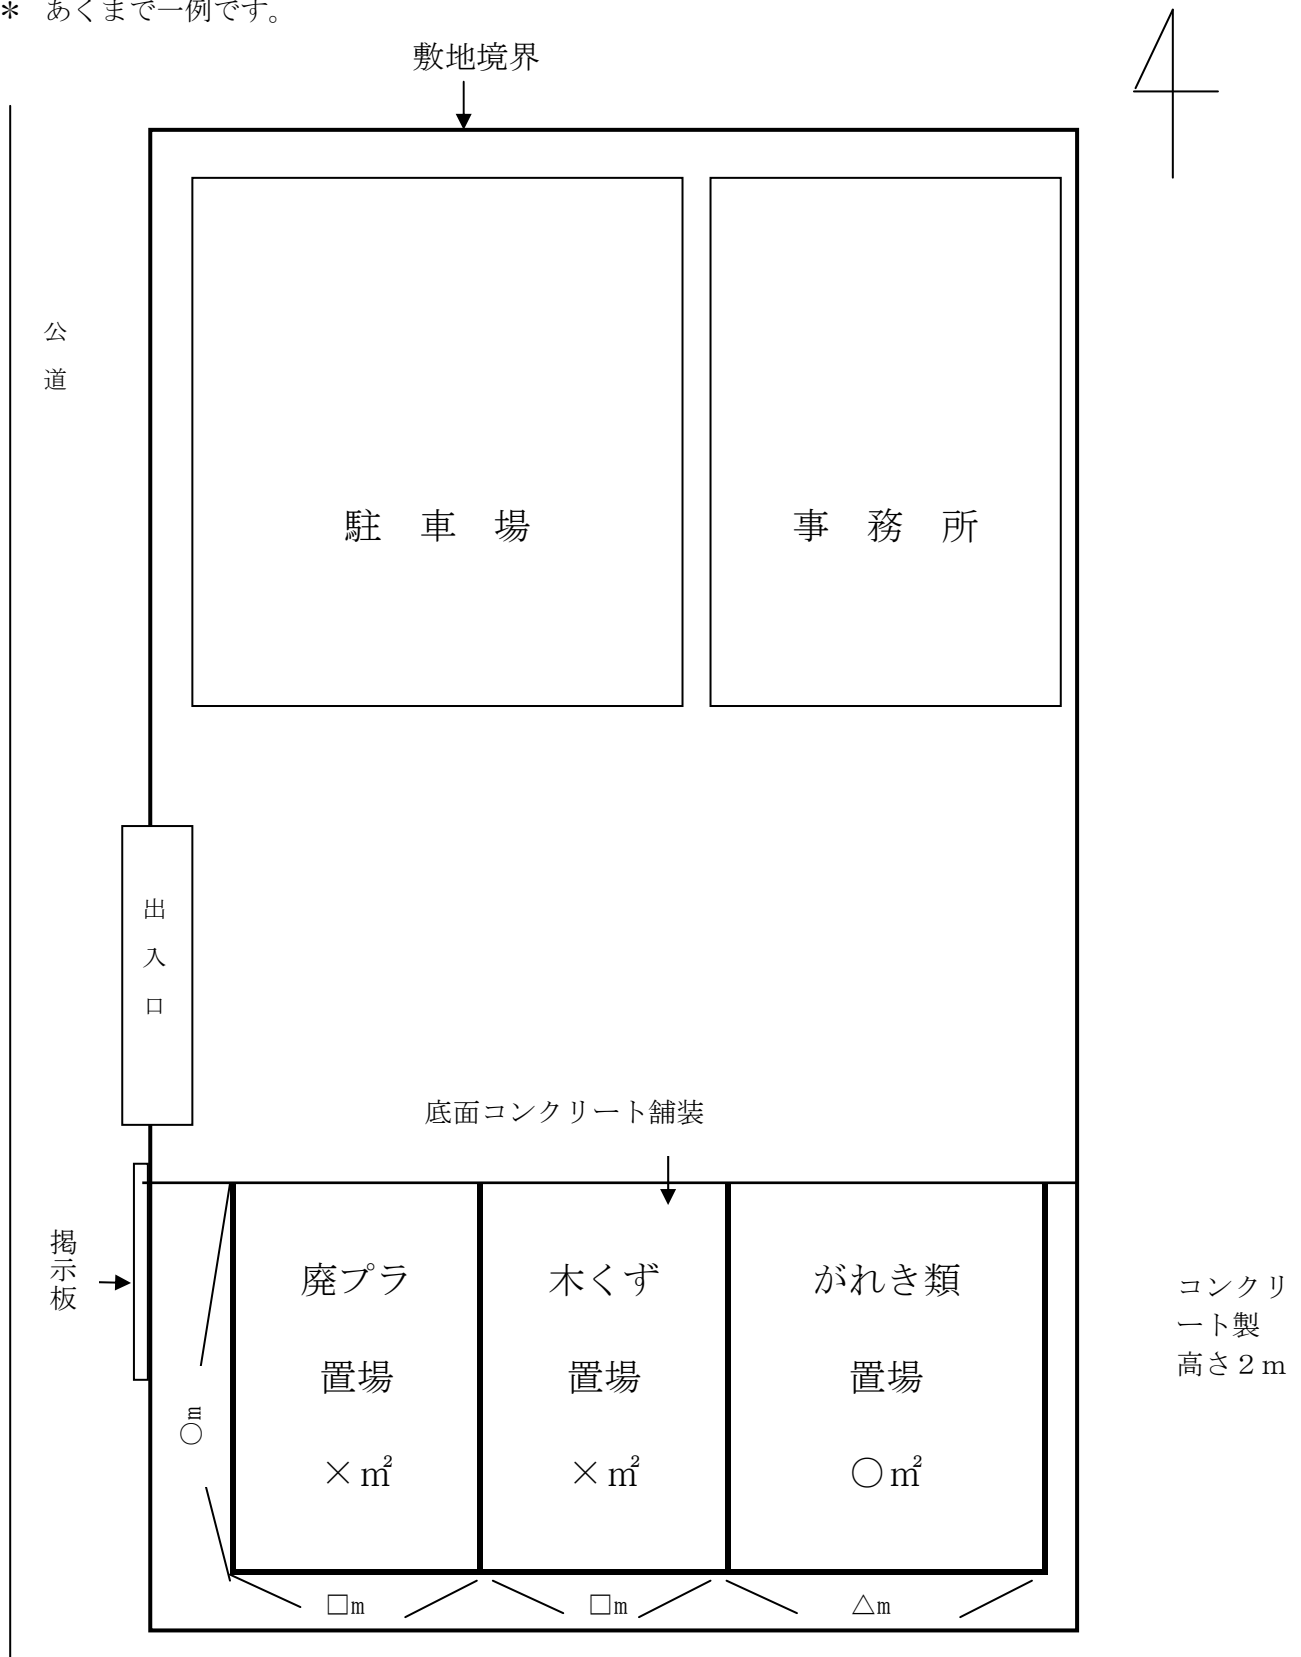 ＊　あくまで一例です。
敷地境界
公道
駐　車　場
事　務　所
出入口
底面コンクリート舗装
掲示板
廃プラ
置場
×㎡
木くず
置場
×㎡
がれき類
置場
○㎡
コンクリ
ート製
高さ２ｍ
○m
□m
□m
△m